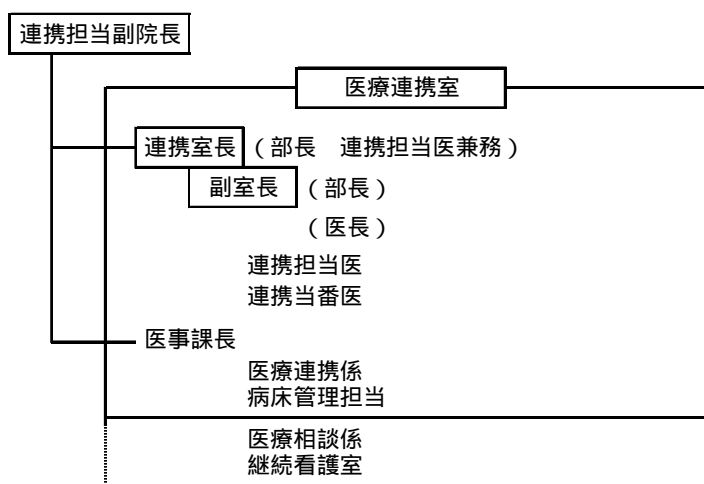 連携担当副院長
医療連携室
連携室長 (部長 連携担当医兼務)
副室長 (部長)
(医長)
連携担当医
連携当番医
医事課長
医療連携係
病床管理担当
医療相談係
継続看護室